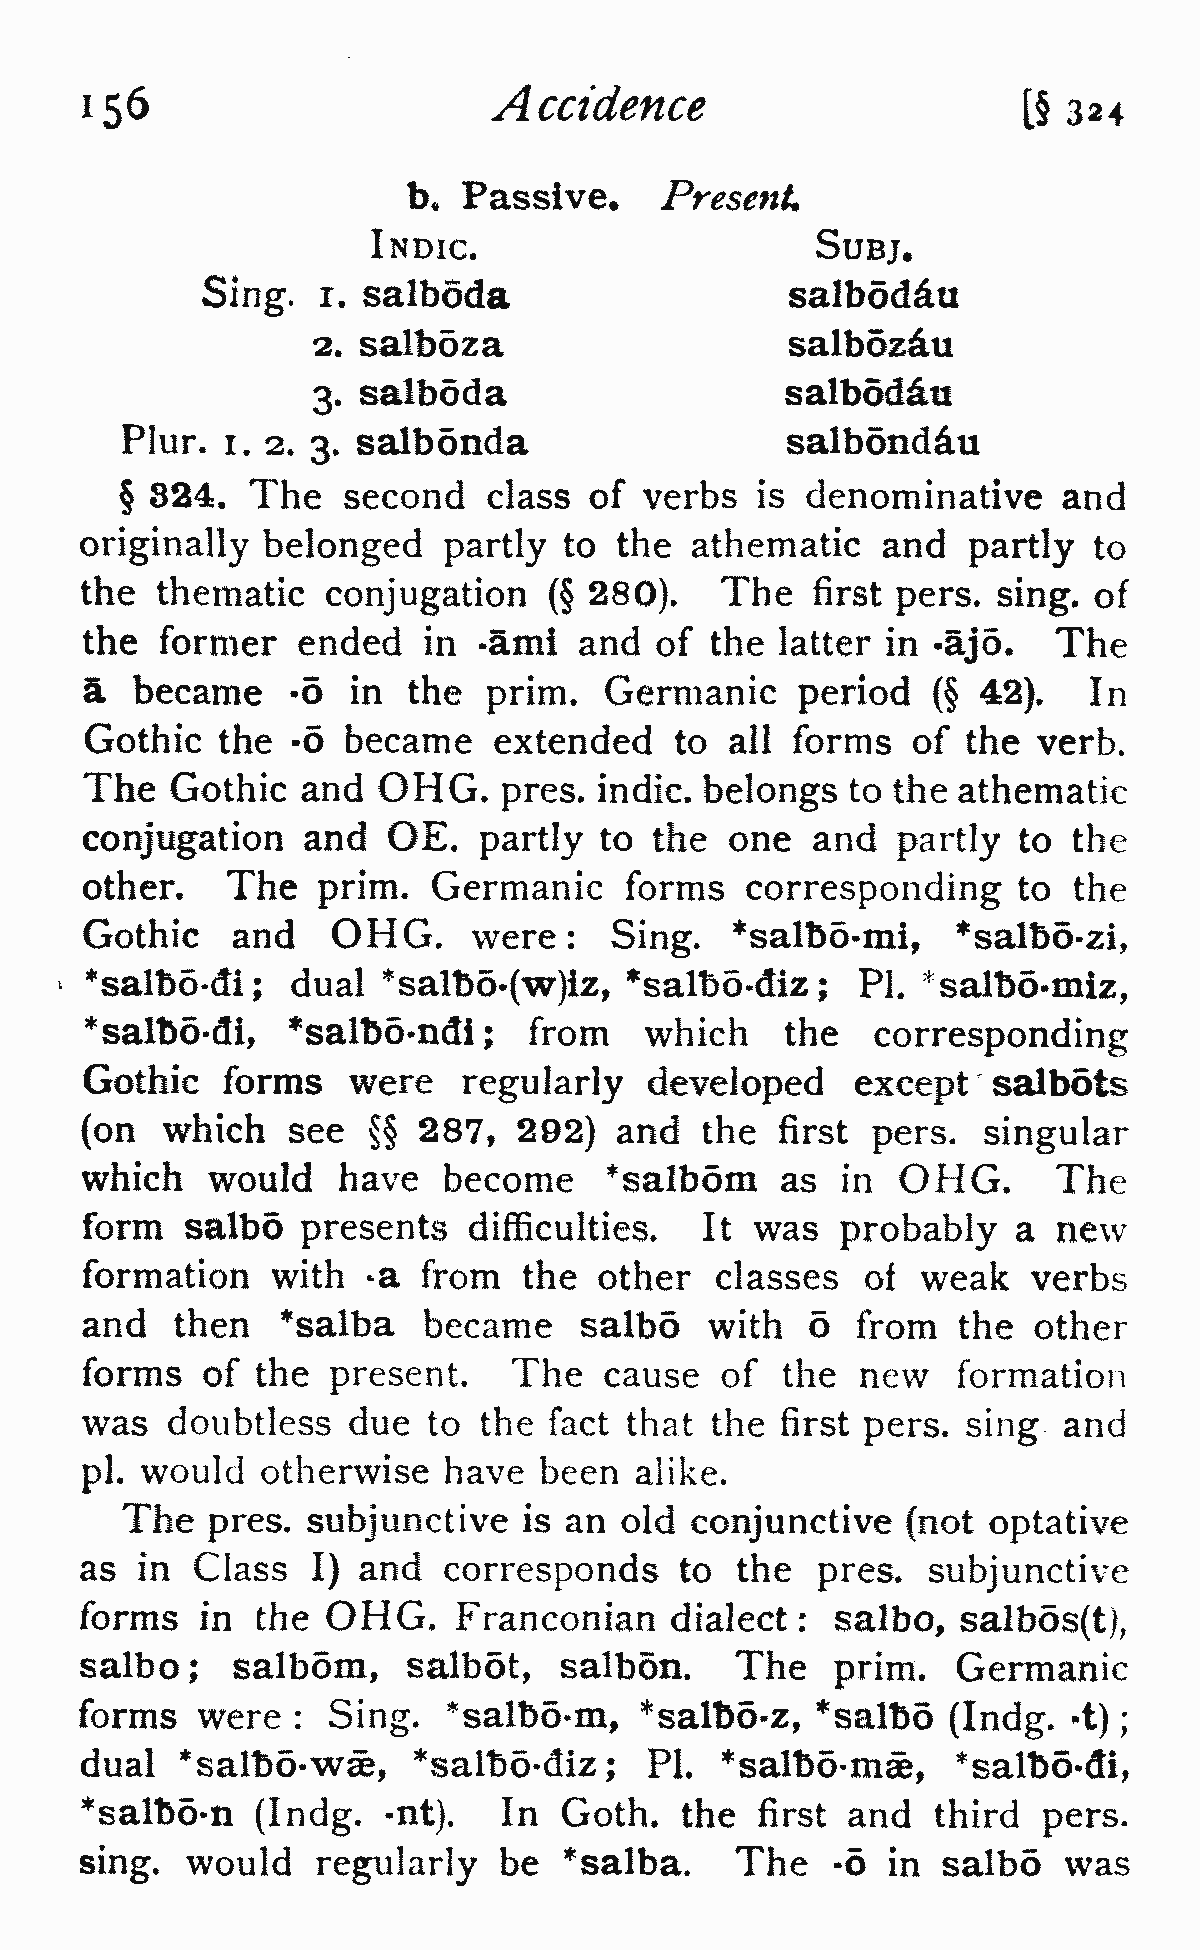 156 Accidence [§ 324
b. Passive. Present.
Indic. Subj.
Sing. 1. salbōda salbōdáu
2. salbōza salbōzáu
3. salbōda salbōdáu
Plur. 1. 2. 3. salbōnda salbōndáu
§ 324. The second class of verbs is denominative and
originally belonged partly to the athematic and partly to
the thematic conjugation (§ 280). The first pers. sing. of
the former ended in -āmi and of the latter in -ājō. The
ā became -ō in the prim. Germanic period (§ 42). In
Gothic the -ō became extended to all forms of the verb.
The Gothic and OHG. pres. indic. belongs to the athematic
conjugation and OE. partly to the one and partly to the
other. The prim. Germanic forms corresponding to the
Gothic and OHG. were: Sing. *salƀō-mi, *salƀō-zi,
*salƀō-đi; dual *salƀō-(w)iz, *salƀō-điz; Pl. *salƀō-miz,
*salƀō-đi, *salƀō-nđi; from which the corresponding
Gothic forms were regularly developed except salbōts
(on which see §§ 287, 292) and the first pers. singular
which would have become *salbōm as in OHG. The
form salbō presents difficulties. It was probably a new
formation with -a from the other classes of weak verbs
and then *salba became salbō with ō from the other
forms of the present. The cause of the new formation
was doubtless due to the fact that the first pers. sing and
pl. would otherwise have been alike.
The pres. subjunctive is an old conjunctive (not optative
as in Class I) and corresponds to the pres. subjunctive
forms in the OHG. Franconian dialect: salbo, salbōs(t),
salbo; salbōm, salbōt, salbōn. The prim. Germanic
forms were: Sing. *salƀō-m, *salƀō-z, *salƀō (Indg. -t);
dual *salƀō-wǣ, *salƀō-điz; Pl. *salƀō-mǣ, *salƀō-đi,
*salƀō-n (Indg. -nt). In Goth. the first and third pers.
sing. would regularly be *salba. The -ō in salbō was